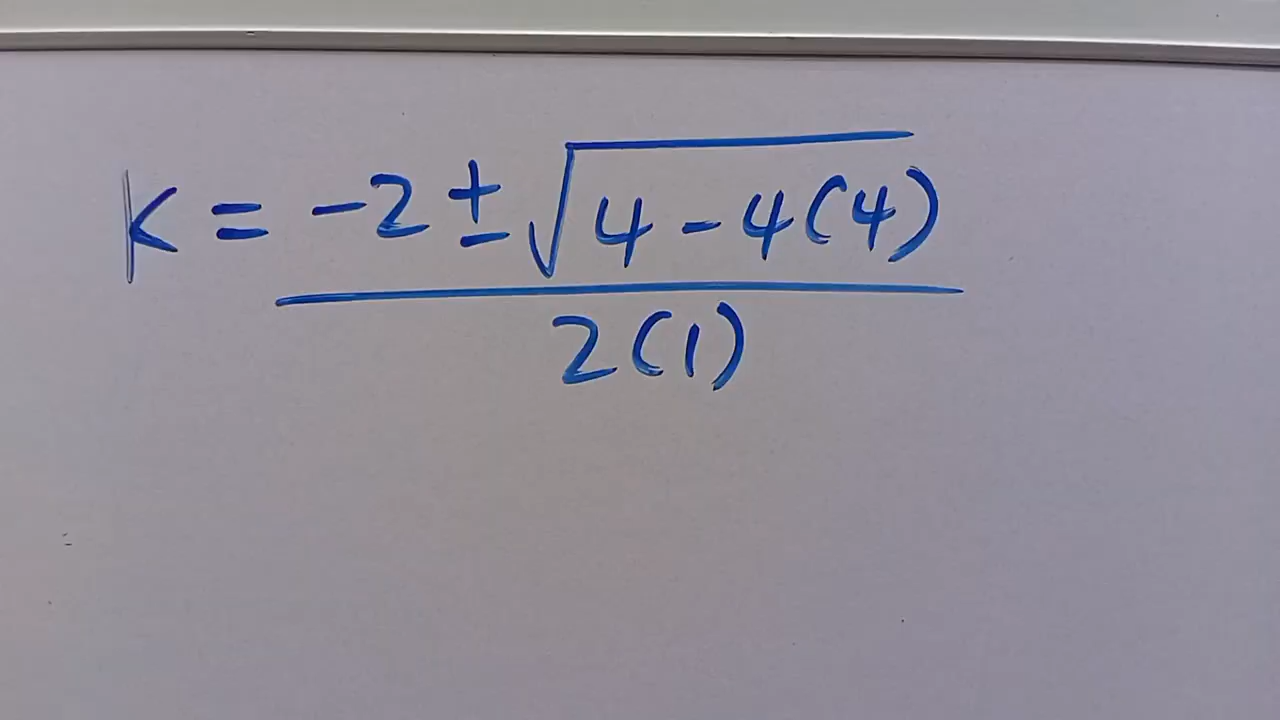 K = -2 ± √4 - 4(4)
2(1)